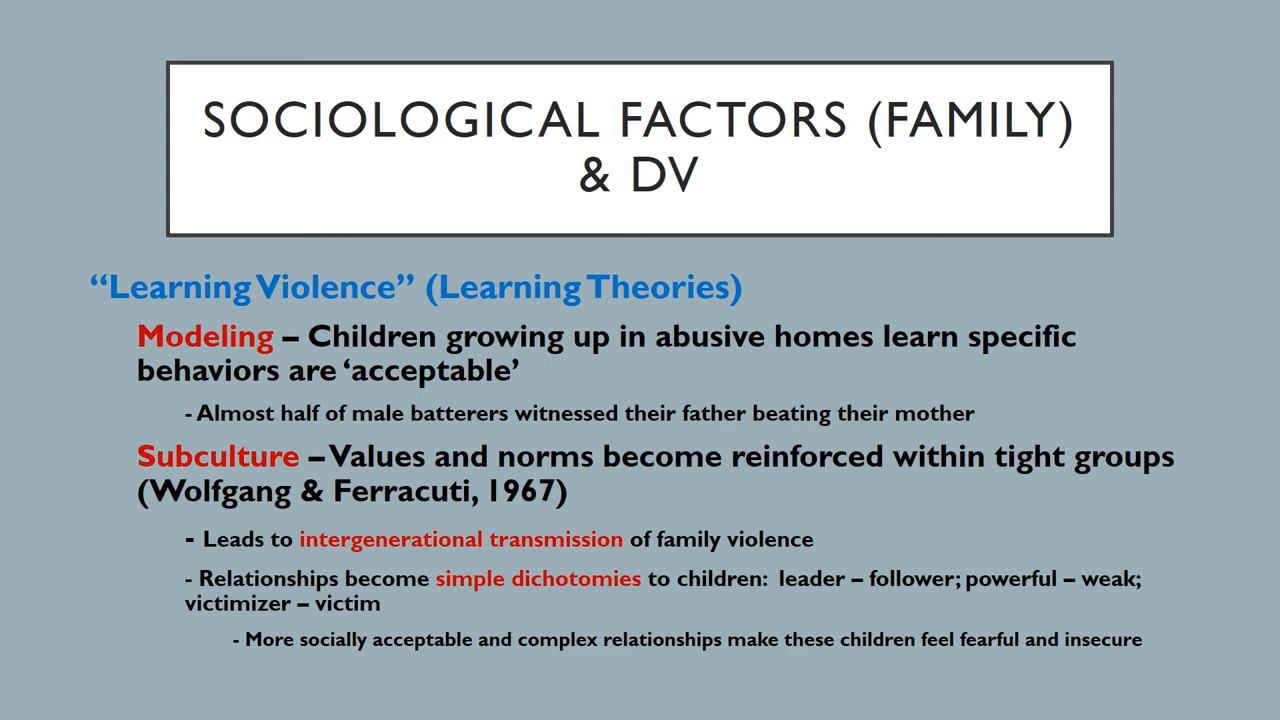 SOCIOLOGICAL FACTORS (FAMILY)
& DV
“Learning Violence” (Learning Theories)
Modeling – Children growing up in abusive homes learn specific
behaviors are ‘acceptable’
- Almost half of male batterers witnessed their father beating their mother
Subculture – Values and norms become reinforced within tight groups
(Wolfgang & Ferracuti, 1967)
- Leads to intergenerational transmission of family violence
- Relationships become simple dichotomies to children: leader – follower; powerful – weak;
victimizer – victim
- More socially acceptable and complex relationships make these children feel fearful and insecure